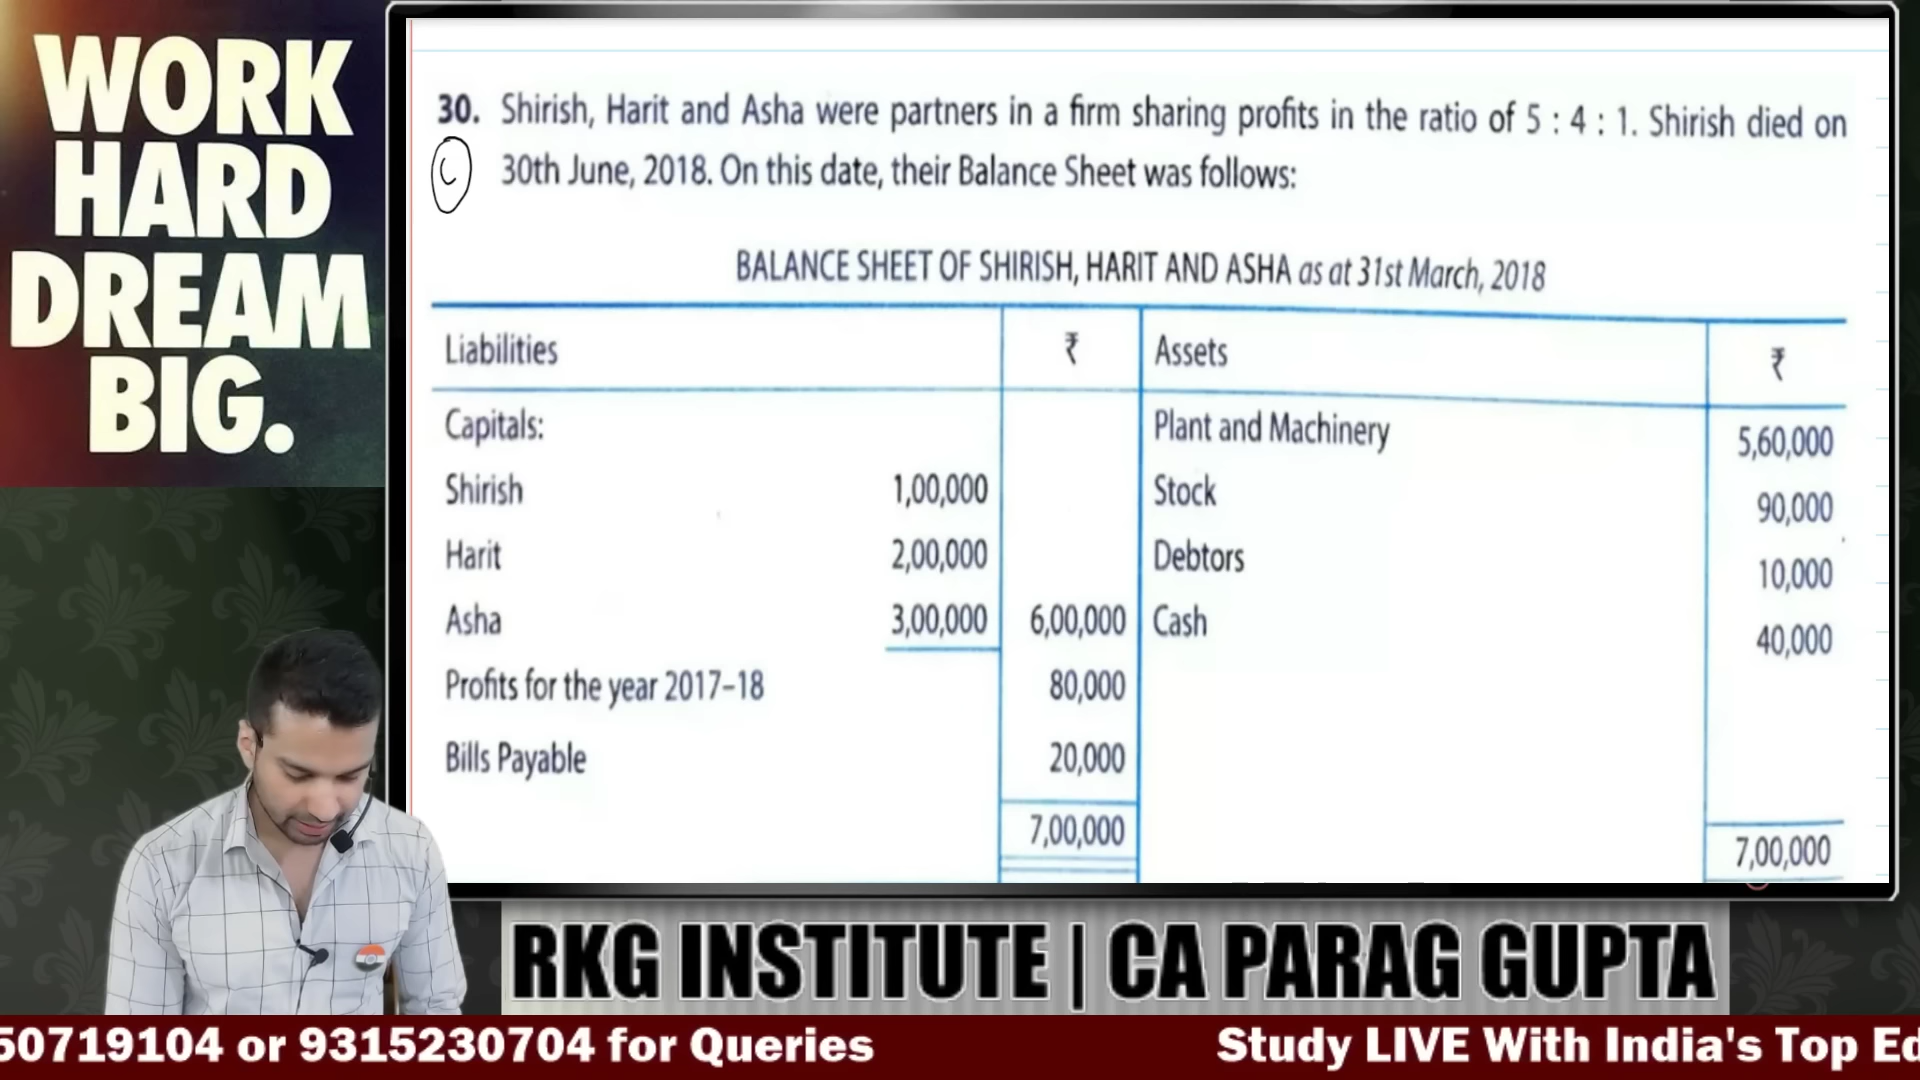 WORK
HARD
DREAM
BIG.
30. Shirish, Harit and Asha were partners in a firm sharing profits in the ratio of 5 : 4 : 1. Shirish died on
C
30th June, 2018. On this date, their Balance Sheet was follows:
BALANCE SHEET OF SHIRISH, HARIT AND ASHA as at 31st March, 2018
Liabilities ₹ Assets ₹
Capitals: Plant and Machinery 5,60,000
Shirish 1,00,000 Stock 90,000
Harit 2,00,000 Debtors 10,000
Asha 3,00,000 6,00,000 Cash 40,000
Profits for the year 2017–18 80,000
Bills Payable 20,000
7,00,000 7,00,000
RKG INSTITUTE | CA PARAG GUPTA
50719104 or 9315230704 for Queries Study LIVE With India's Top Ed